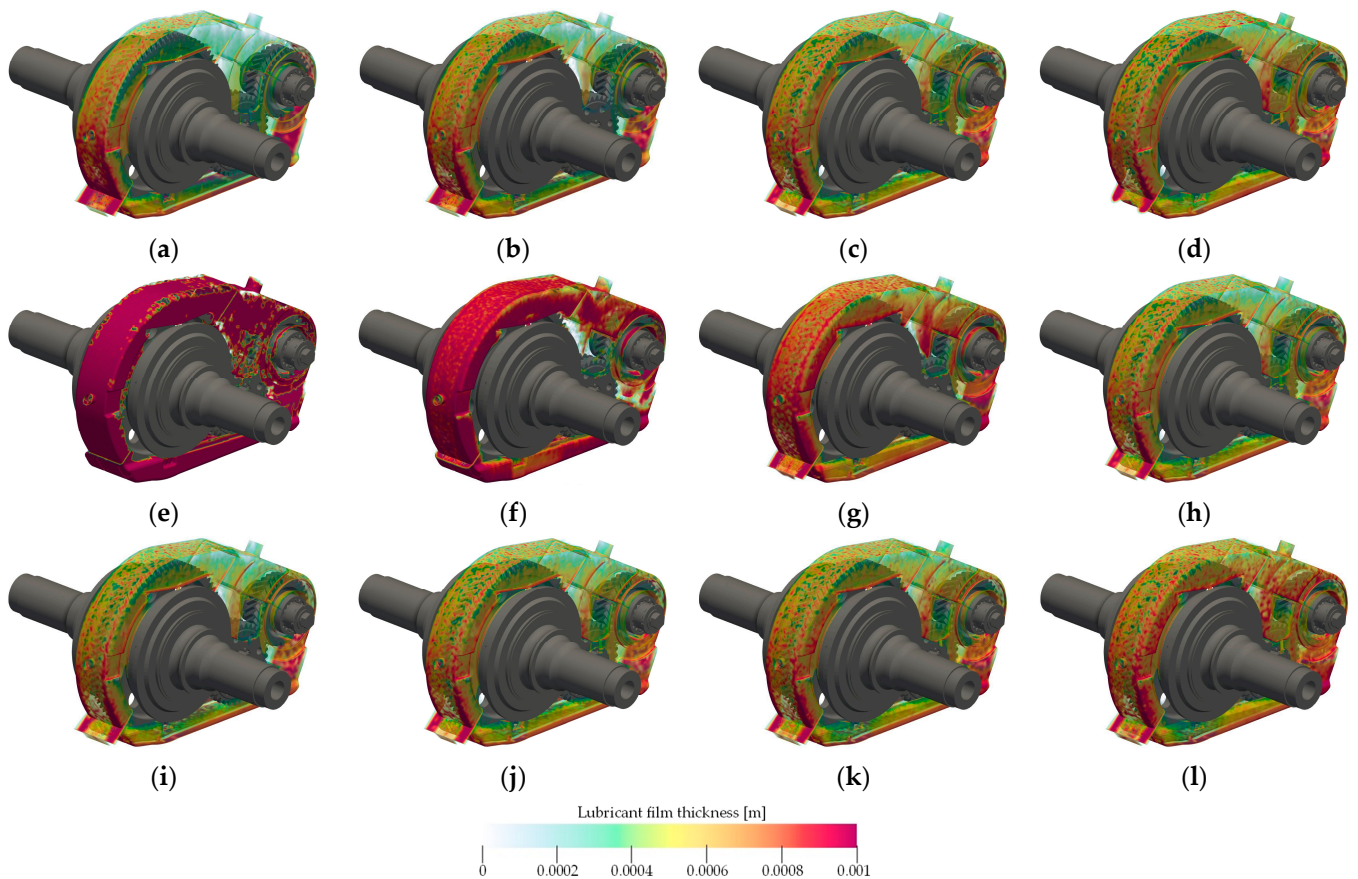 (a) (b) (c) (d)
(e) (f) (g) (h)
(i) (j) (k) (l)
Lubricant film thickness [m]
0 0.0002 0.0004 0.0006 0.0008 0.001